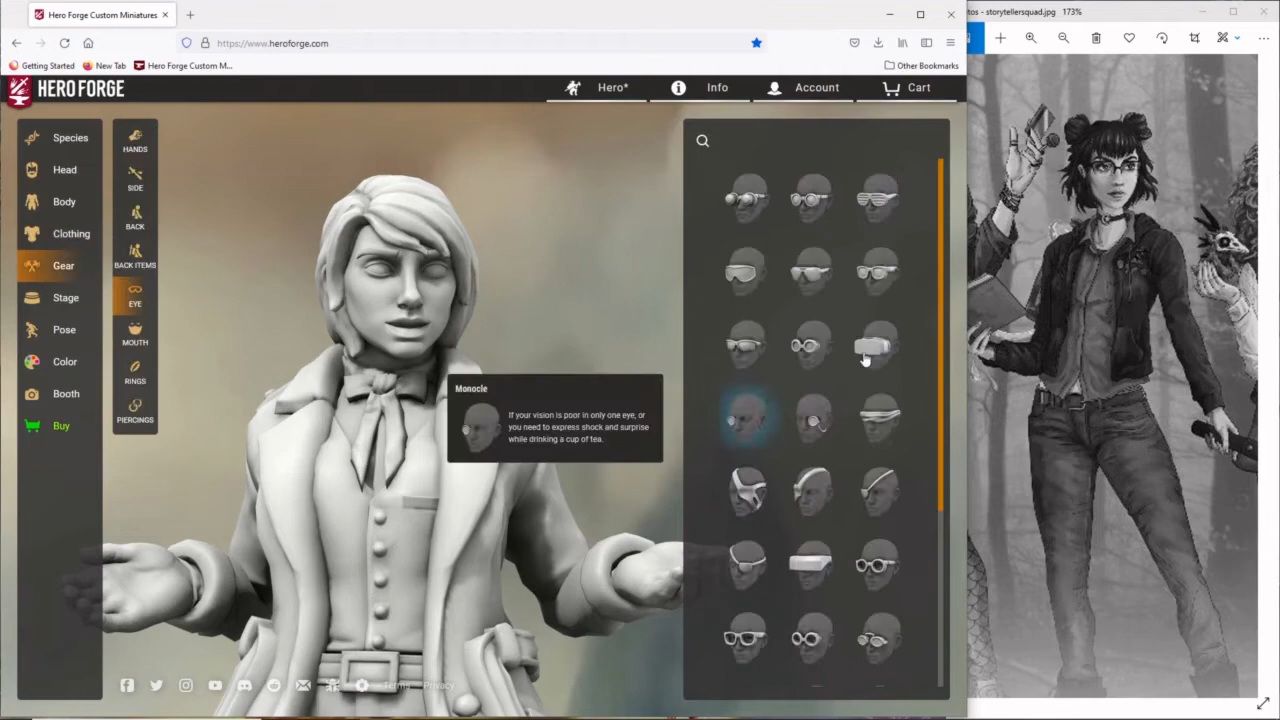 Hero Forge Custom Miniatures
tos - storytellersquad.jpg 173%
https://www.heroforge.com
Getting Started
New Tab
Hero Forge Custom M...
Other Bookmarks
HERO FORGE
Hero*
Info
Account
Cart
Species
Head
Body
Clothing
Gear
Stage
Pose
Color
Booth
Buy
HANDS
SIDE
BACK
BACK ITEMS
EYE
MOUTH
RINGS
PIERCINGS
Monocle
If your vision is poor in only one eye, or
you need to express shock and surprise
while drinking a cup of tea.
Terms
Privacy